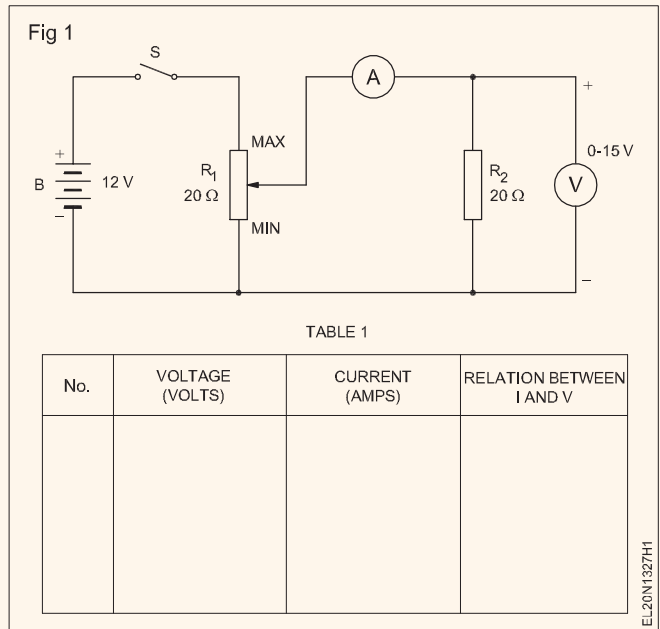 Fig 1
S
A
+
MAX
0-15 V
+
B
12 V
R1
20 Ω
R2
20 Ω
V
–
MIN
–
TABLE 1
No.
VOLTAGE
(VOLTS)
CURRENT
(AMPS)
RELATION BETWEEN
I AND V
EL20N1327H1